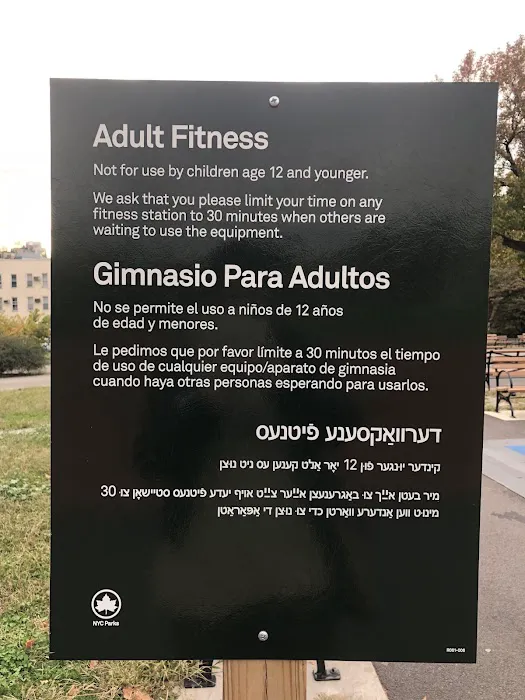 Adult Fitness
Not for use by children age 12 and younger.
We ask that you please limit your time on any
fitness station to 30 minutes when others are
waiting to use the equipment.
Gimnasio Para Adultos
No se permite el uso a niños de 12 años
de edad y menores.
Le pedimos que por favor límite a 30 minutos el tiempo
de uso de cualquier equipo/aparato de gimnasia
cuando haya otras personas esperando para usarlos.
דערוואַקסענע פֿיטנעס
קינדער יונגער פֿון 12 יאָר אַלט קענען עס ניט נוצן
מיר בעטן אײַך צו באַגרענעצן אײַער צײַט אויף יעדע פֿיטנעס סטיישאָן צו 30
מינוט ווען אַנדערע וואַרטן כּדי צו נוצן די אַפּאַראַטן
NYC Parks